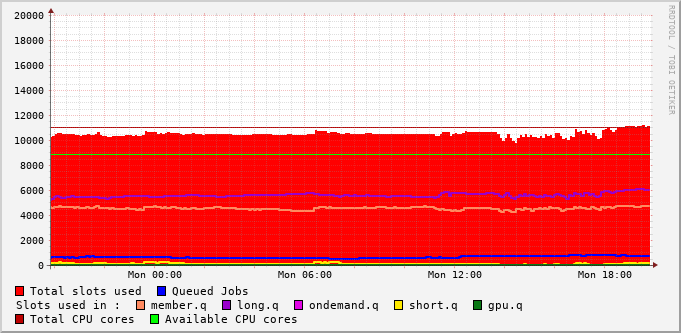 20000
18000
16000
14000
12000
10000
8000
6000
4000
2000
0
Mon 00:00 Mon 06:00 Mon 12:00 Mon 18:00
RRDTOOL / TOBI OETIKER
Total slots used Queued Jobs
Slots used in : member.q long.q ondemand.q short.q gpu.q
Total CPU cores Available CPU cores